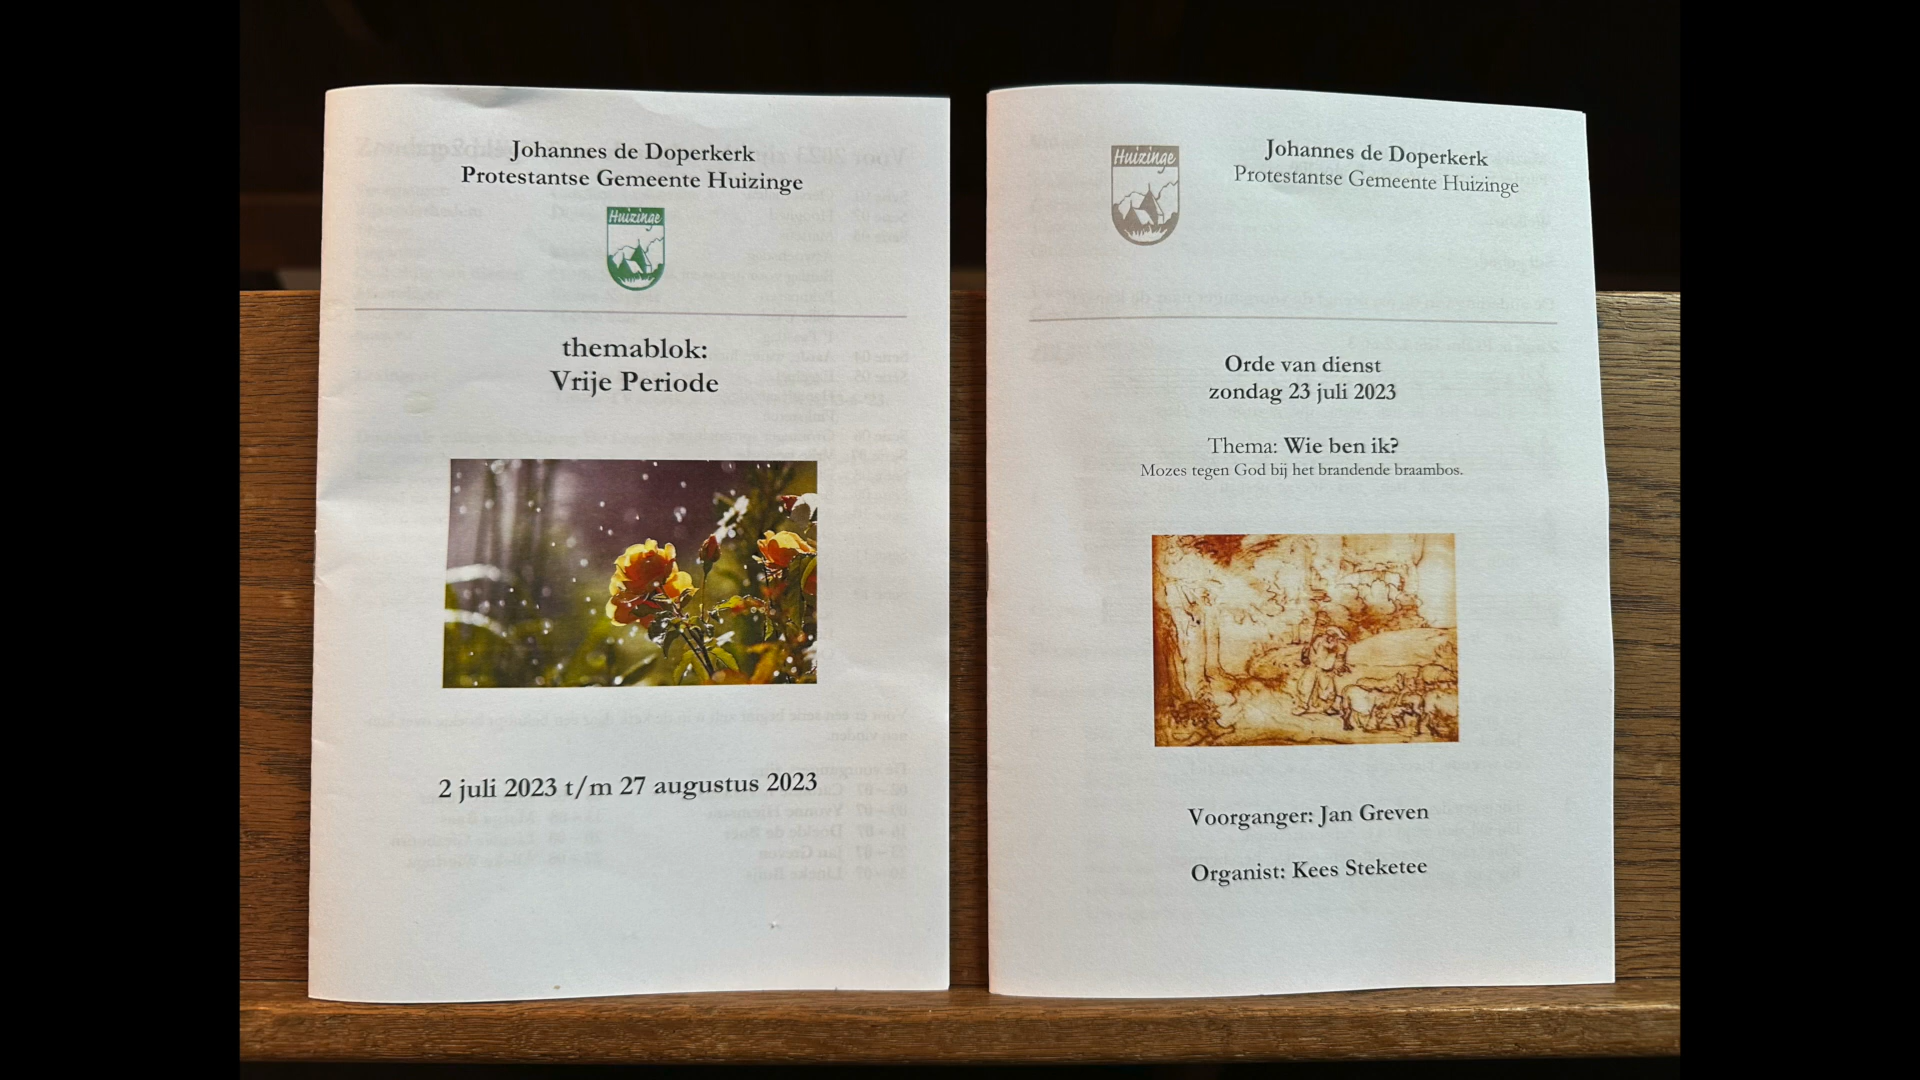 Johannes de Doperkerk
Protestantse Gemeente Huizinge
Huizinge
themablok:
Vrije Periode
2 juli 2023 t/m 27 augustus 2023
Huizinge
Johannes de Doperkerk
Protestantse Gemeente Huizinge
Orde van dienst
zondag 23 juli 2023
Thema: Wie ben ik?
Mozes tegen God bij het brandende braambos.
Voorganger: Jan Greven
Organist: Kees Steketee